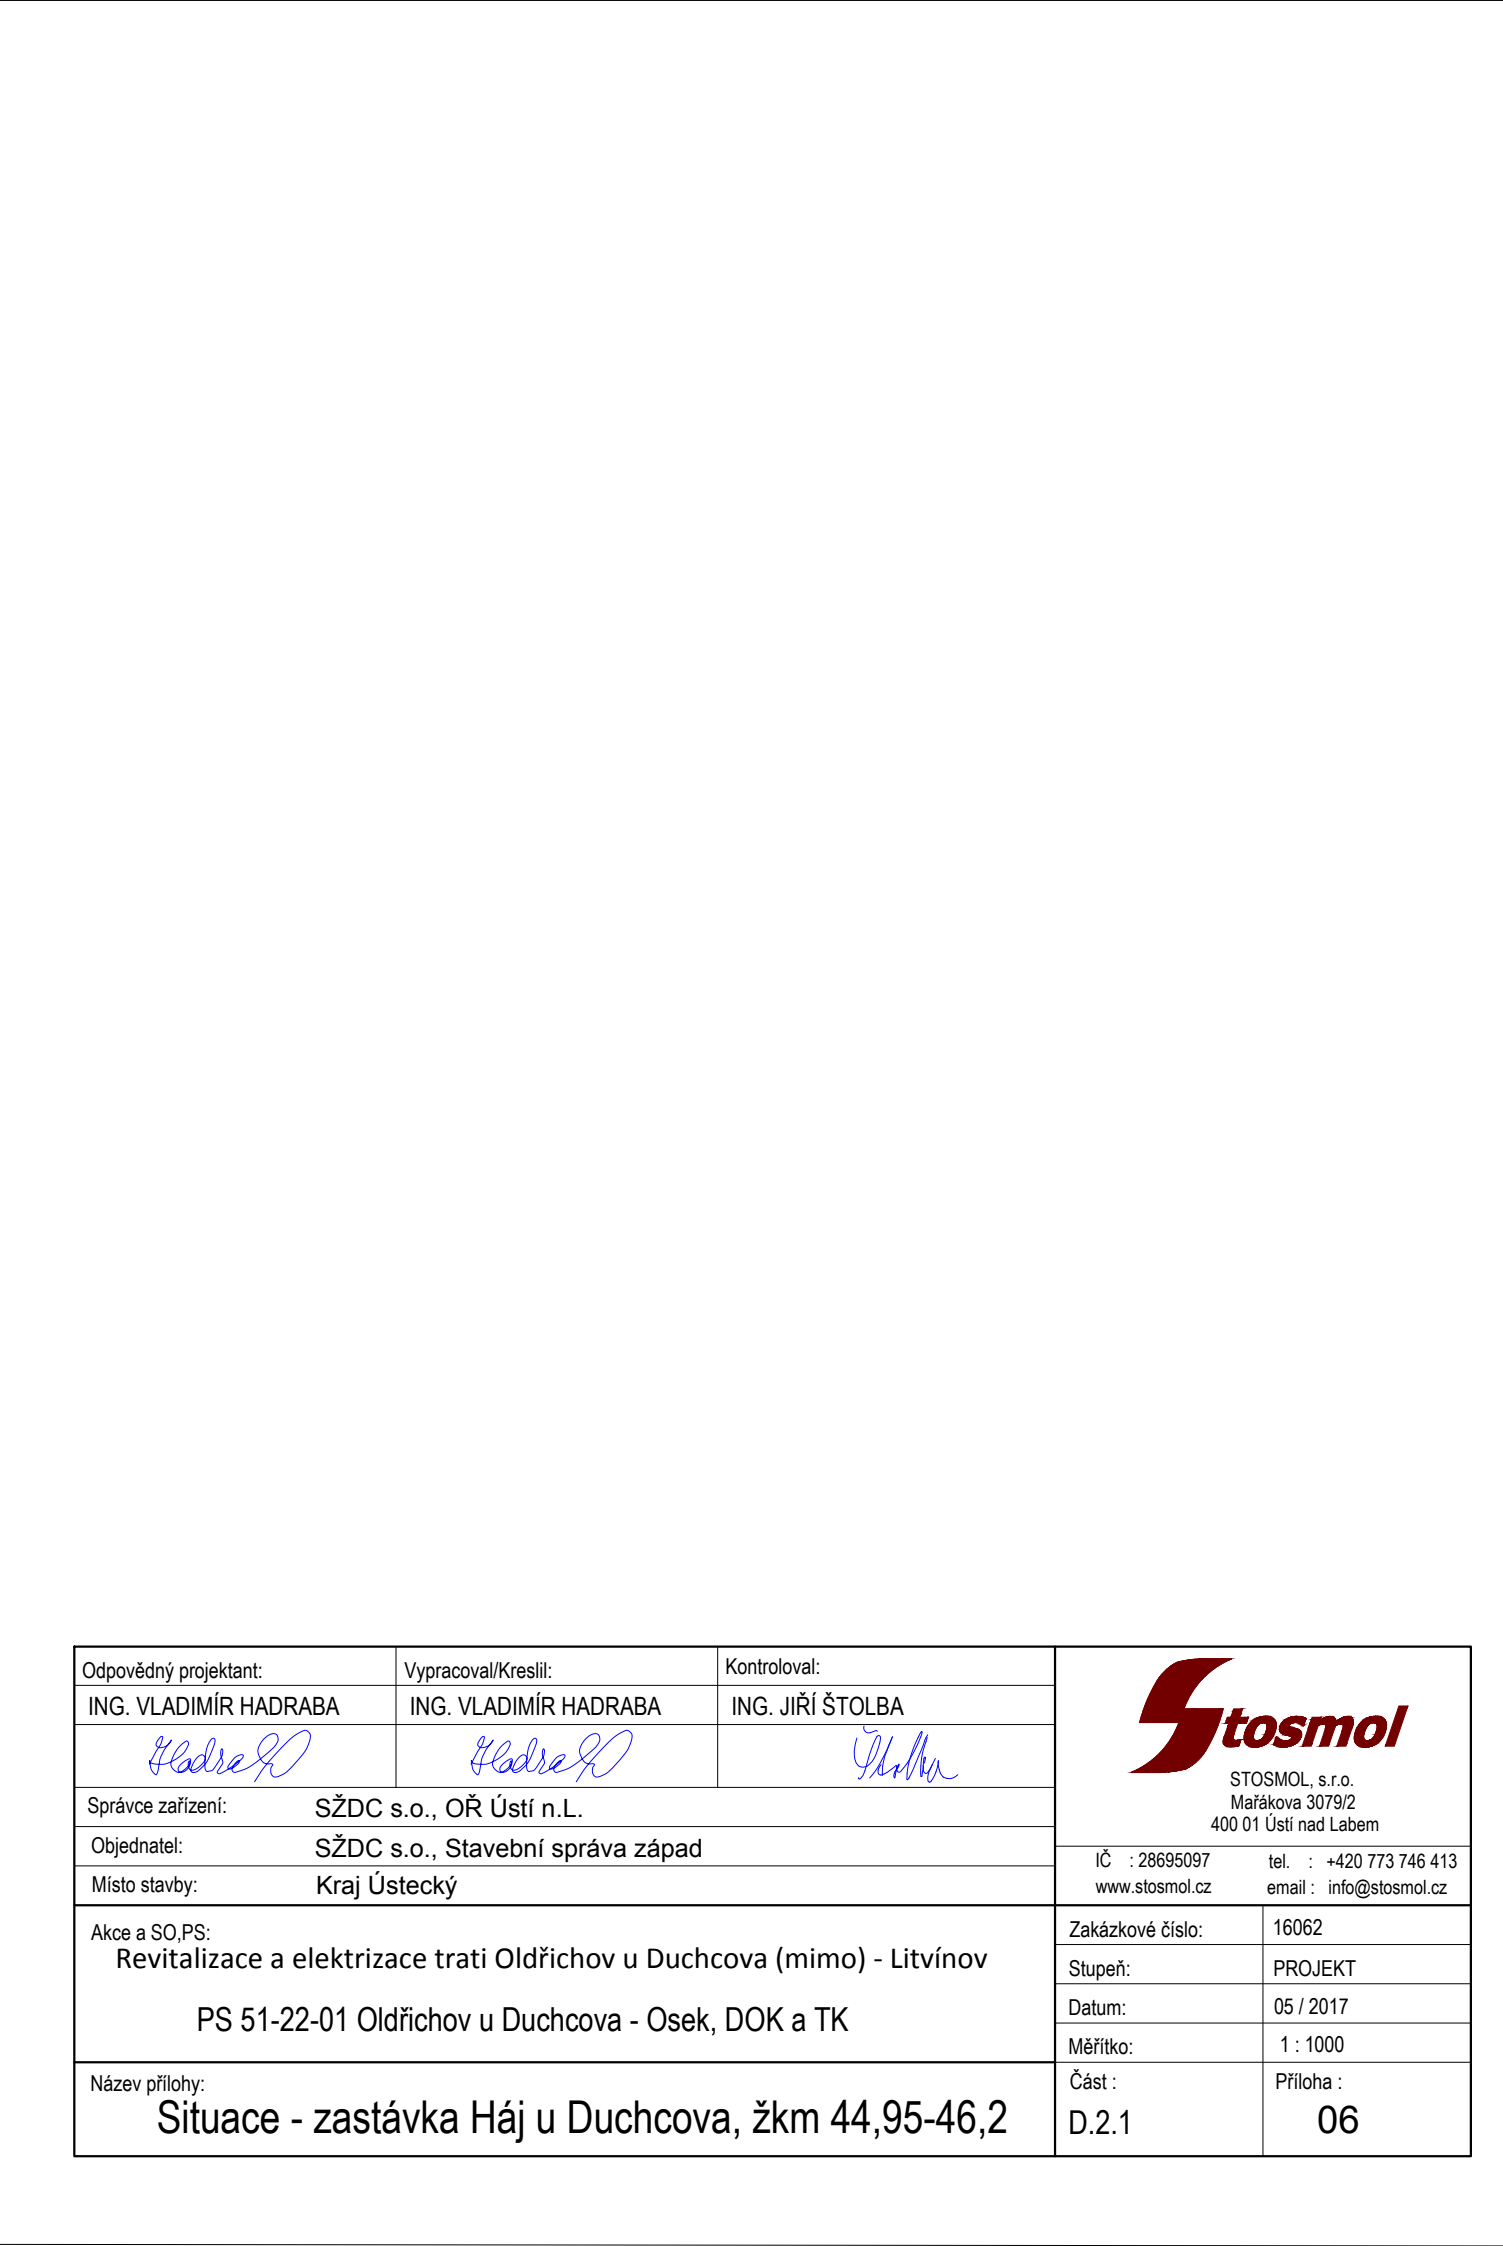 Odpovědný projektant:
Vypracoval/Kreslil:
Kontroloval:
ING. VLADIMÍR HADRABA
ING. VLADIMÍR HADRABA
ING. JIŘÍ ŠTOLBA
Hadraba
Hadraba
Štolba
Správce zařízení: SŽDC s.o., OŘ Ústí n.L.
Objednatel: SŽDC s.o., Stavební správa západ
Místo stavby: Kraj Ústecký
Stosmol
STOSMOL, s.r.o.
Mařákova 3079/2
400 01 Ústí nad Labem
IČ : 28695097 tel. : +420 773 746 413
www.stosmol.cz email : info@stosmol.cz
Akce a SO,PS:
Revitalizace a elektrizace trati Oldřichov u Duchcova (mimo) - Litvínov
PS 51-22-01 Oldřichov u Duchcova - Osek, DOK a TK
Zakázkové číslo: 16062
Stupeň: PROJEKT
Datum: 05 / 2017
Měřítko: 1 : 1000
Název přílohy:
Situace - zastávka Háj u Duchcova, žkm 44,95-46,2
Část :
D.2.1
Příloha :
06